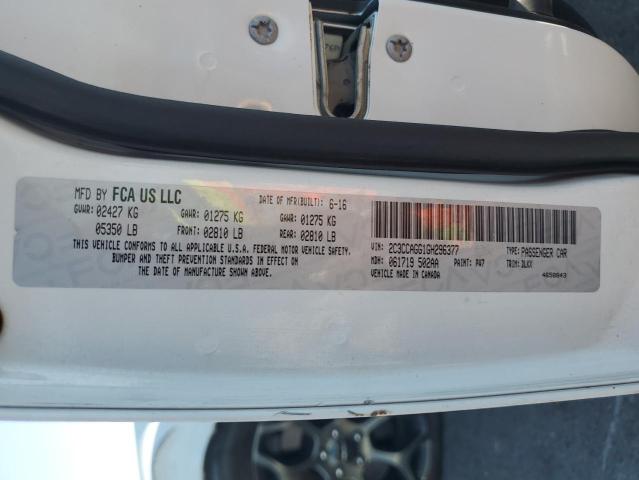 MFD BY FCA US LLC
DATE OF MFR(BUILT): 6-16
GVWR: 02427 KG GAWR: 01275 KG GAWR: 01275 KG
05350 LB FRONT: 02810 LB REAR: 02810 LB
THIS VEHICLE CONFORMS TO ALL APPLICABLE U.S.A. FEDERAL MOTOR VEHICLE SAFETY,
BUMPER AND THEFT PREVENTION STANDARDS IN EFFECT ON
THE DATE OF MANUFACTURE SHOWN ABOVE.
VIN: 2C3CCAGG1GH296377 TYPE: PASSENGER CAR
MDH: 061719 502AA PAINT: PW7 TRIM: DLXX
VEHICLE MADE IN CANADA
4658843